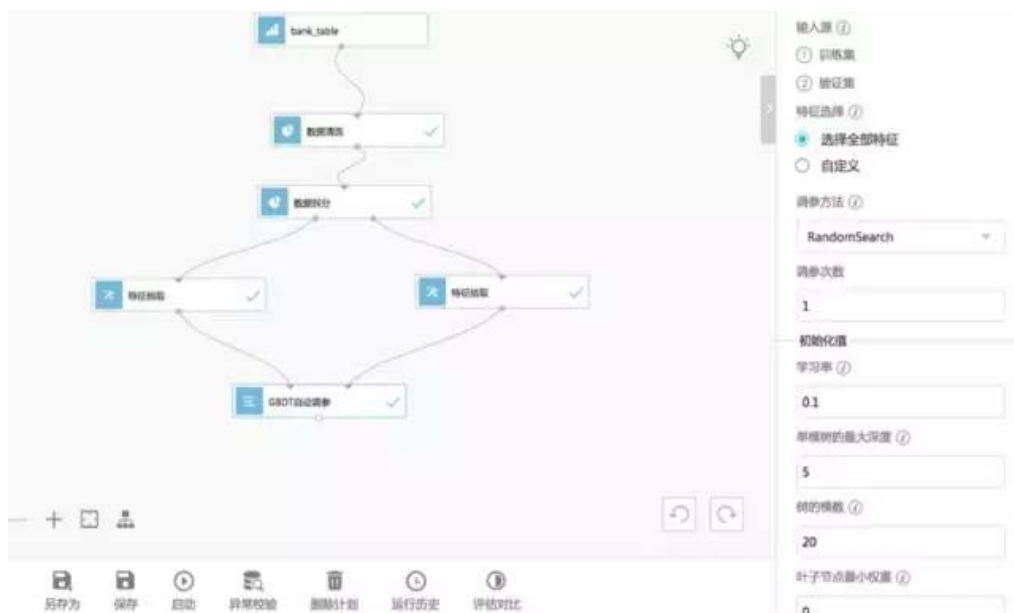 bank_table
数据清洗
数据拆分
特征抽取
特征抽取
GBDT自动调参
另存为
保存
启动
异常校验
删除计划
运行历史
评估对比
输入源
① 训练集
② 验证集
特征选择
选择全部特征
自定义
调参方法
RandomSearch
调参次数
1
初始化值
学习率
0.1
单棵树的最大深度
5
树的棵数
20
叶子节点最小权重
0